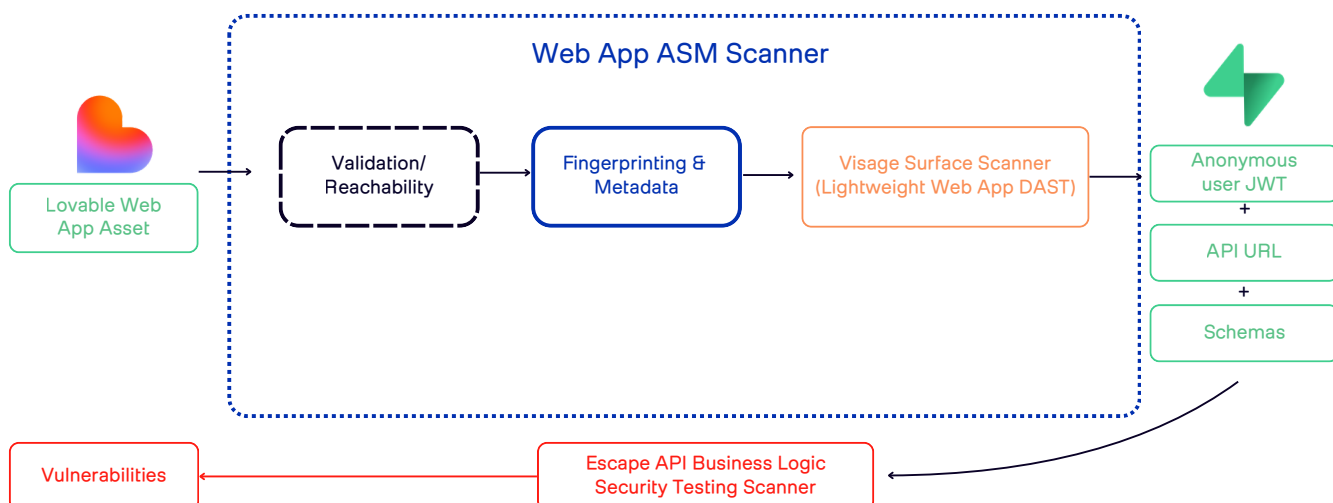 Web App ASM Scanner
Lovable Web
App Asset
Validation/
Reachability
Fingerprinting &
Metadata
Visage Surface Scanner
(Lightweight Web App DAST)
Anonymous
user JWT
+
API URL
+
Schemas
Escape API Business Logic
Security Testing Scanner
Vulnerabilities